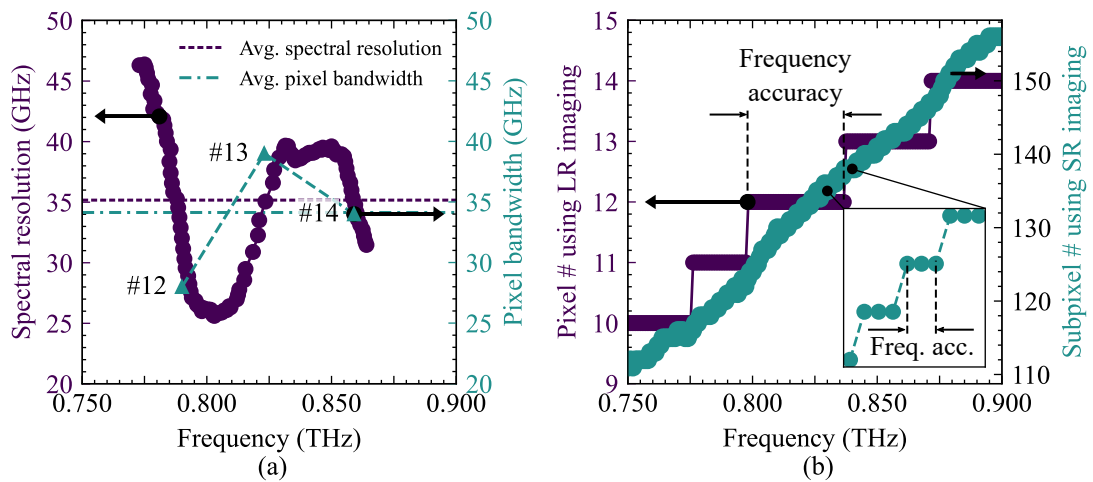 50
45
40
35
30
25
20
Spectral resolution (GHz)
Avg. spectral resolution
Avg. pixel bandwidth
#13
#14
#12
50
45
40
35
30
25
20
Pixel bandwidth (GHz)
0.750
0.800
0.850
0.900
Frequency (THz)
(a)
15
14
13
12
11
10
9
Pixel # using LR imaging
Frequency
accuracy
Freq. acc.
150
140
130
120
110
Subpixel # using SR imaging
0.750
0.800
0.850
0.900
Frequency (THz)
(b)